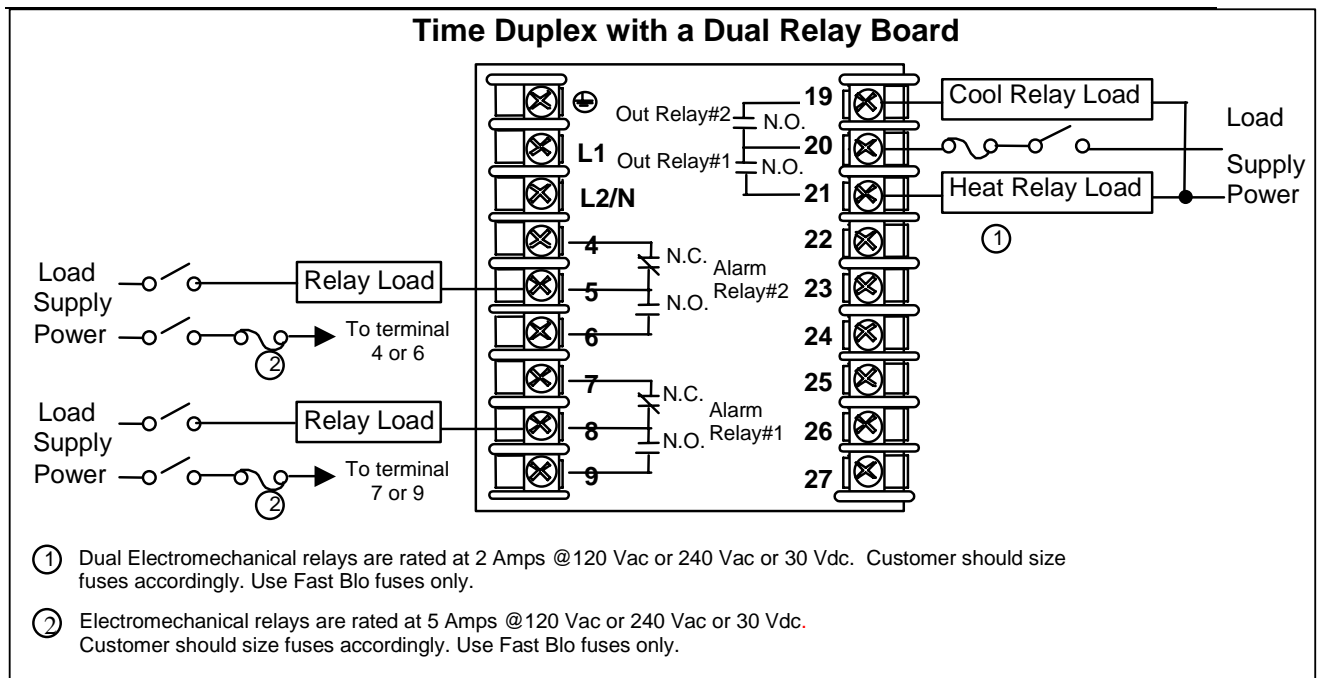 Time Duplex with a Dual Relay Board
Out Relay#2
N.O.
19
Cool Relay Load
L1
Out Relay#1
N.O.
20
Load
Supply
Power
L2/N
21
Heat Relay Load
1
4
N.C.
Alarm
Relay#2
22
Load
Supply
Power
Relay Load
5
N.O.
23
To terminal
4 or 6
2
6
24
7
N.C.
Alarm
Relay#1
25
Load
Supply
Power
Relay Load
8
N.O.
26
To terminal
7 or 9
2
9
27
1 Dual Electromechanical relays are rated at 2 Amps @120 Vac or 240 Vac or 30 Vdc. Customer should size
fuses accordingly. Use Fast Blo fuses only.
2 Electromechanical relays are rated at 5 Amps @120 Vac or 240 Vac or 30 Vdc.
Customer should size fuses accordingly. Use Fast Blo fuses only.